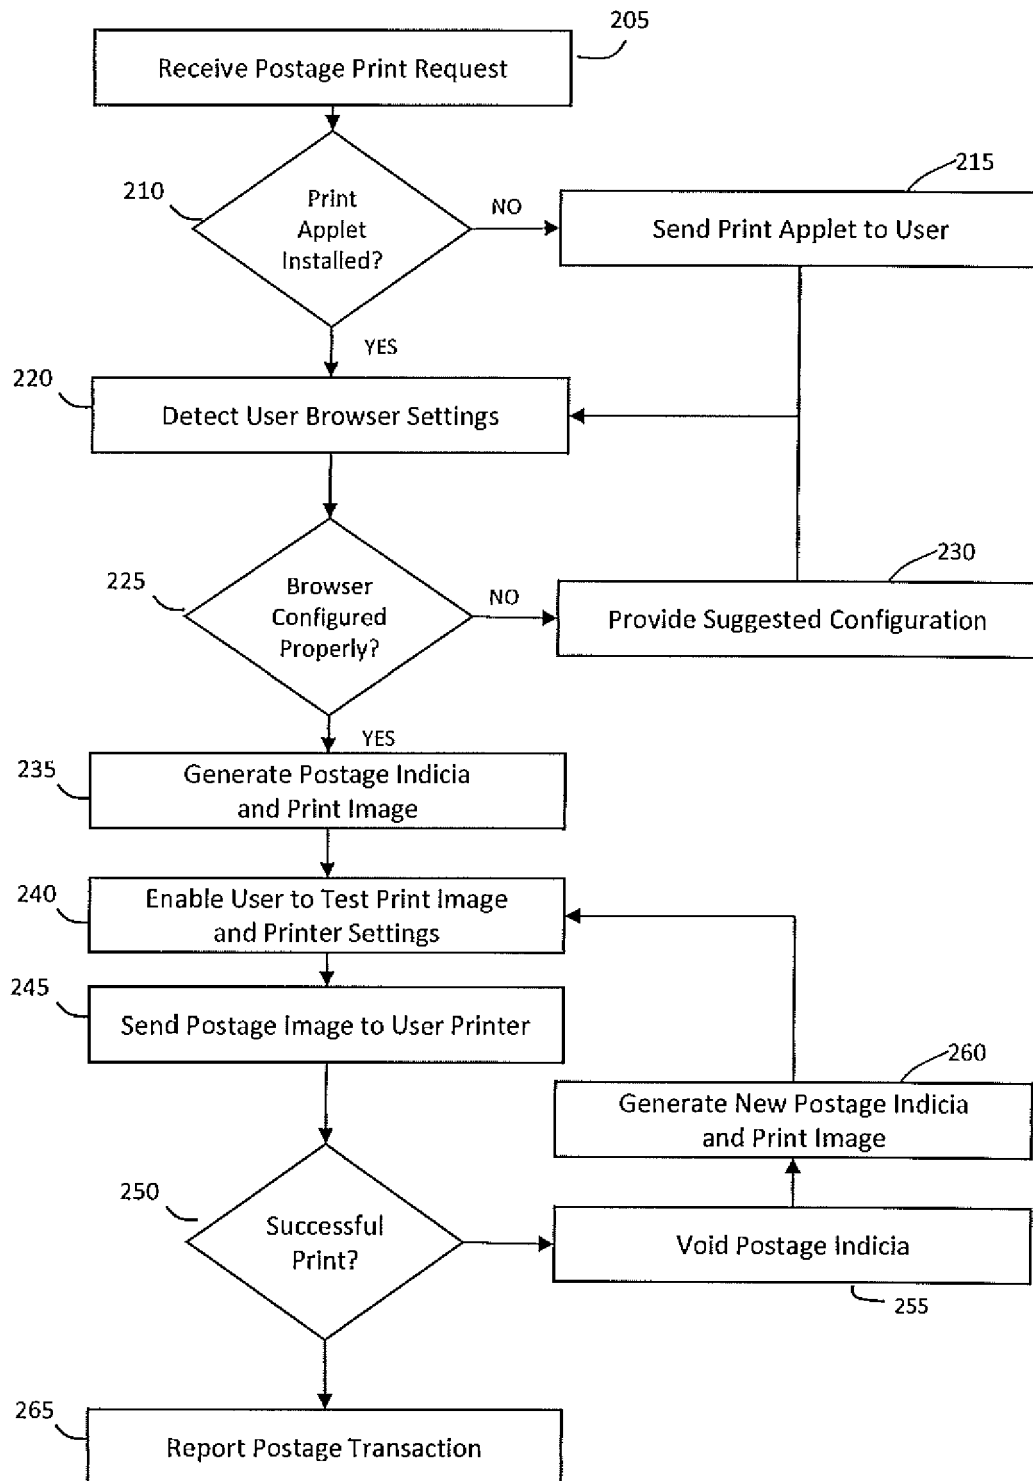 205
Receive Postage Print Request
210
Print
Applet
Installed?
NO
215
Send Print Applet to User
YES
220
Detect User Browser Settings
225
Browser
Configured
Properly?
NO
230
Provide Suggested Configuration
YES
235
Generate Postage Indicia
and Print Image
240
Enable User to Test Print Image
and Printer Settings
245
Send Postage Image to User Printer
260
Generate New Postage Indicia
and Print Image
250
Successful
Print?
Void Postage Indicia
255
265
Report Postage Transaction